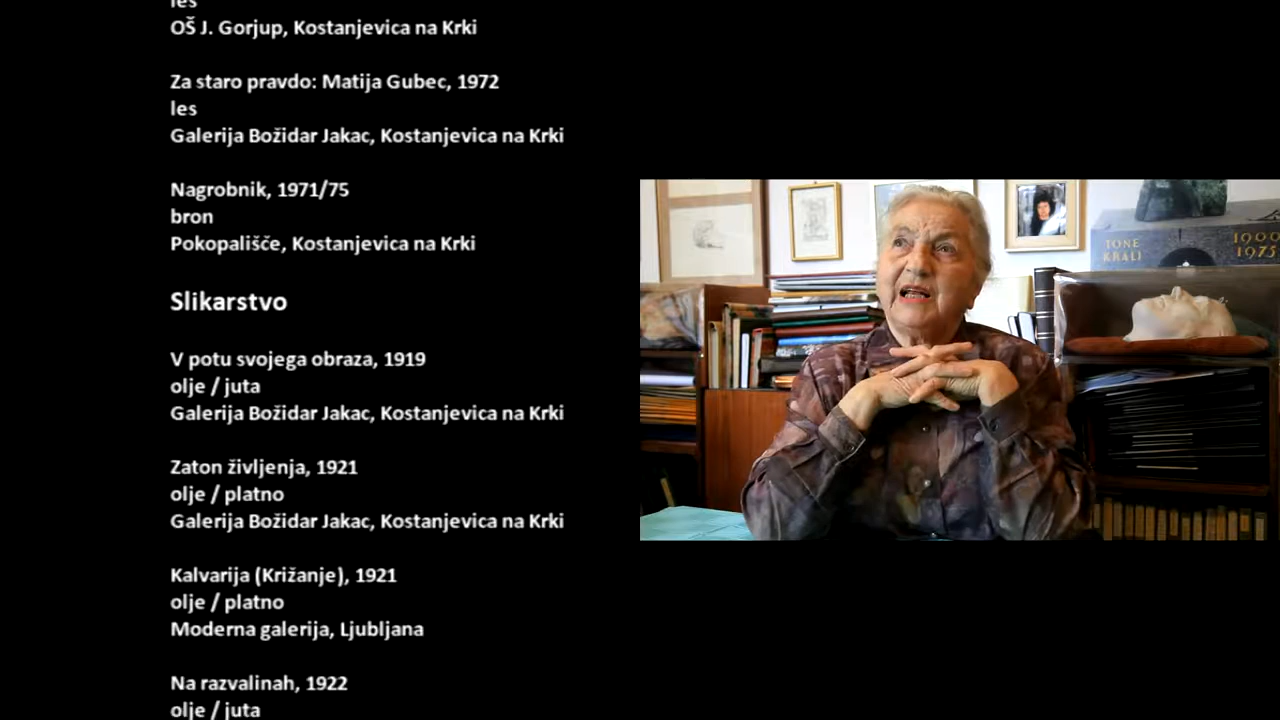 les
OŠ J. Gorjup, Kostanjevica na Krki
Za staro pravdo: Matija Gubec, 1972
les
Galerija Božidar Jakac, Kostanjevica na Krki
Nagrobnik, 1971/75
bron
Pokopališče, Kostanjevica na Krki
Slikarstvo
V potu svojega obraza, 1919
olje / juta
Galerija Božidar Jakac, Kostanjevica na Krki
Zaton življenja, 1921
olje / platno
Galerija Božidar Jakac, Kostanjevica na Krki
Kalvarija (Križanje), 1921
olje / platno
Moderna galerija, Ljubljana
Na razvalinah, 1922
olje / juta
TONE
KRALJ
1900
1975